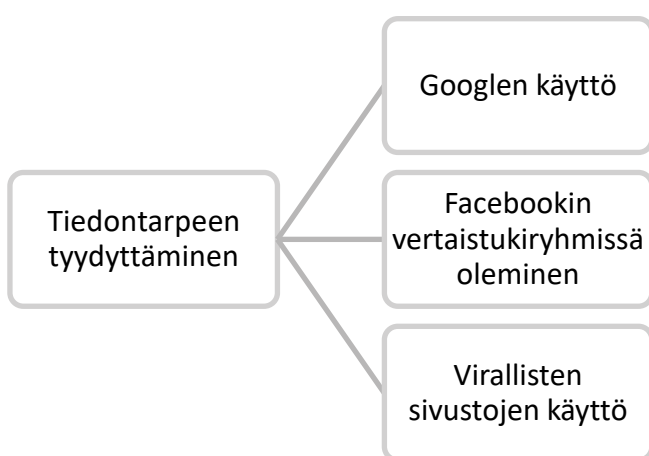 Googlen käyttö
Tiedontarpeen
tyydyttäminen
Facebookin
vertaistukiryhmissä
oleminen
Virallisten
sivustojen käyttö